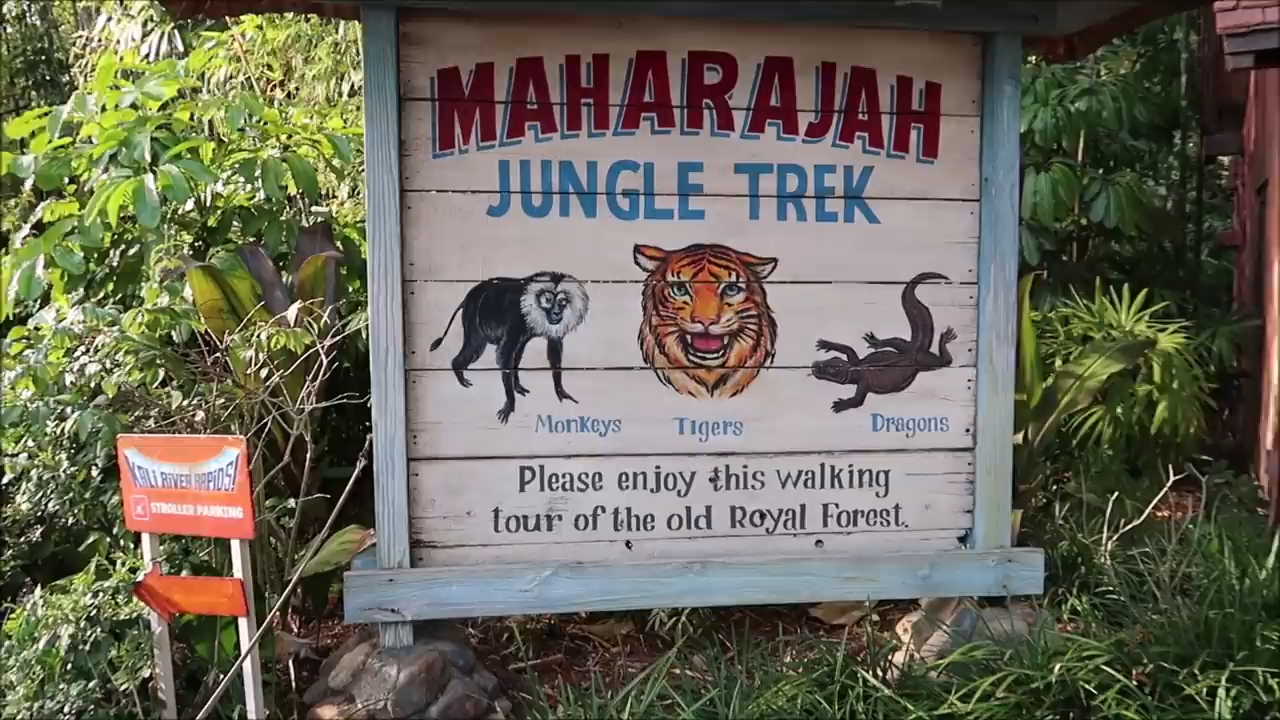 MAHARAJAH
JUNGLE TREK
Monkeys
Tigers
Dragons
Please enjoy this walking
tour of the old Royal Forest.
KALI RIVER RAPIDS!
STROLLER PARKING